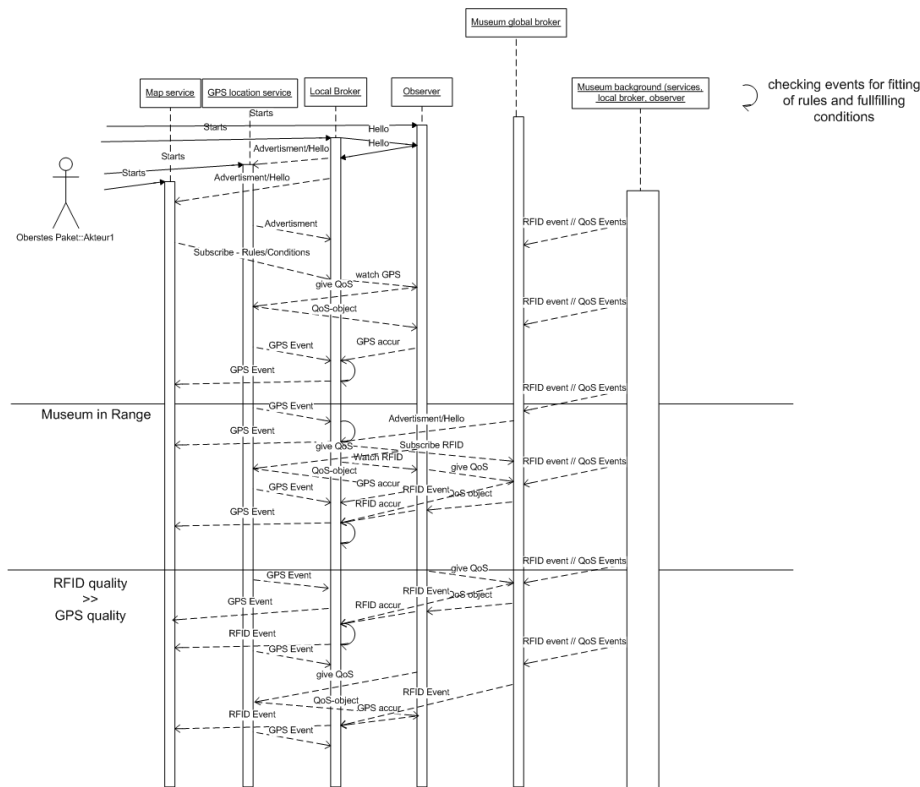 Museum global broker
Map service
GPS location service
Local Broker
Observer
Museum background (services,
local broker, observer
checking events for fitting
of rules and fullfilling
conditions
Starts
Starts
Hello
Hello
Starts
Advertisment/Hello
Starts
Advertisment/Hello
Oberstes Paket::Akteur1
Advertisment
RFID event // QoS Events
Subscribe - Rules/Conditions
watch GPS
give QoS
QoS-object
RFID event // QoS Events
GPS Event
GPS accur
GPS Event
RFID event // QoS Events
Museum in Range
GPS Event
Advertisment/Hello
GPS Event
give QoS
Subscribe RFID
Watch RFID
QoS-object
give QoS
RFID event // QoS Events
GPS accur
GPS Event
RFID Event
QoS object
RFID accur
GPS Event
RFID quality
>>
GPS quality
give QoS
RFID event // QoS Events
GPS Event
RFID Event
QoS object
GPS Event
RFID accur
RFID Event
GPS Event
RFID event // QoS Events
give QoS
RFID Event
QoS-object
GPS accur
RFID Event
GPS Event